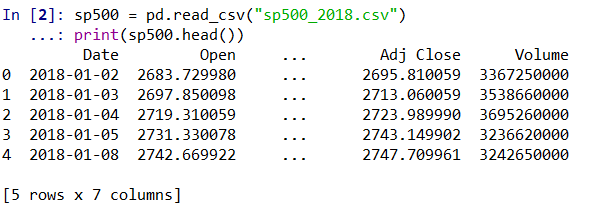 In [2]: sp500 = pd.read_csv("sp500_2018.csv")
   ...: print(sp500.head())
         Date         Open     ...         Adj Close      Volume
0  2018-01-02  2683.729980     ...       2695.810059  3367250000
1  2018-01-03  2697.850098     ...       2713.060059  3538660000
2  2018-01-04  2719.310059     ...       2723.989990  3695260000
3  2018-01-05  2731.330078     ...       2743.149902  3236620000
4  2018-01-08  2742.669922     ...       2747.709961  3242650000
[5 rows x 7 columns]